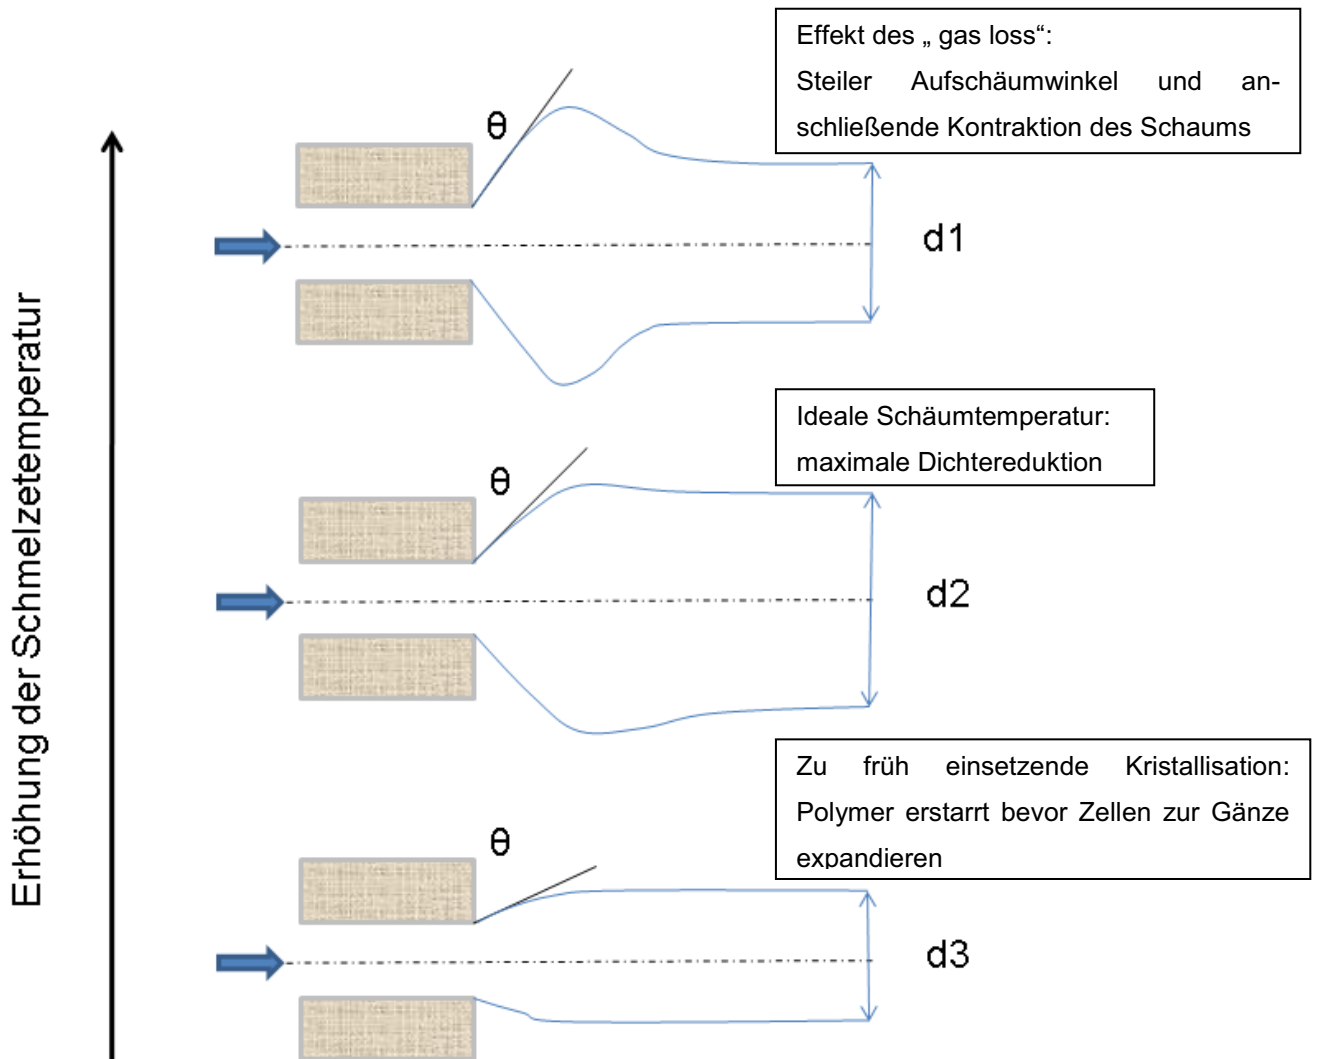 Effekt des „ gas loss“:
Steiler Aufschäumwinkel und an-
schließende Kontraktion des Schaums
θ
d1
Erhöhung der Schmelzetemperatur
Ideale Schäumtemperatur:
maximale Dichtereduktion
θ
d2
Zu früh einsetzende Kristallisation:
Polymer erstarrt bevor Zellen zur Gänze
expandieren
θ
d3